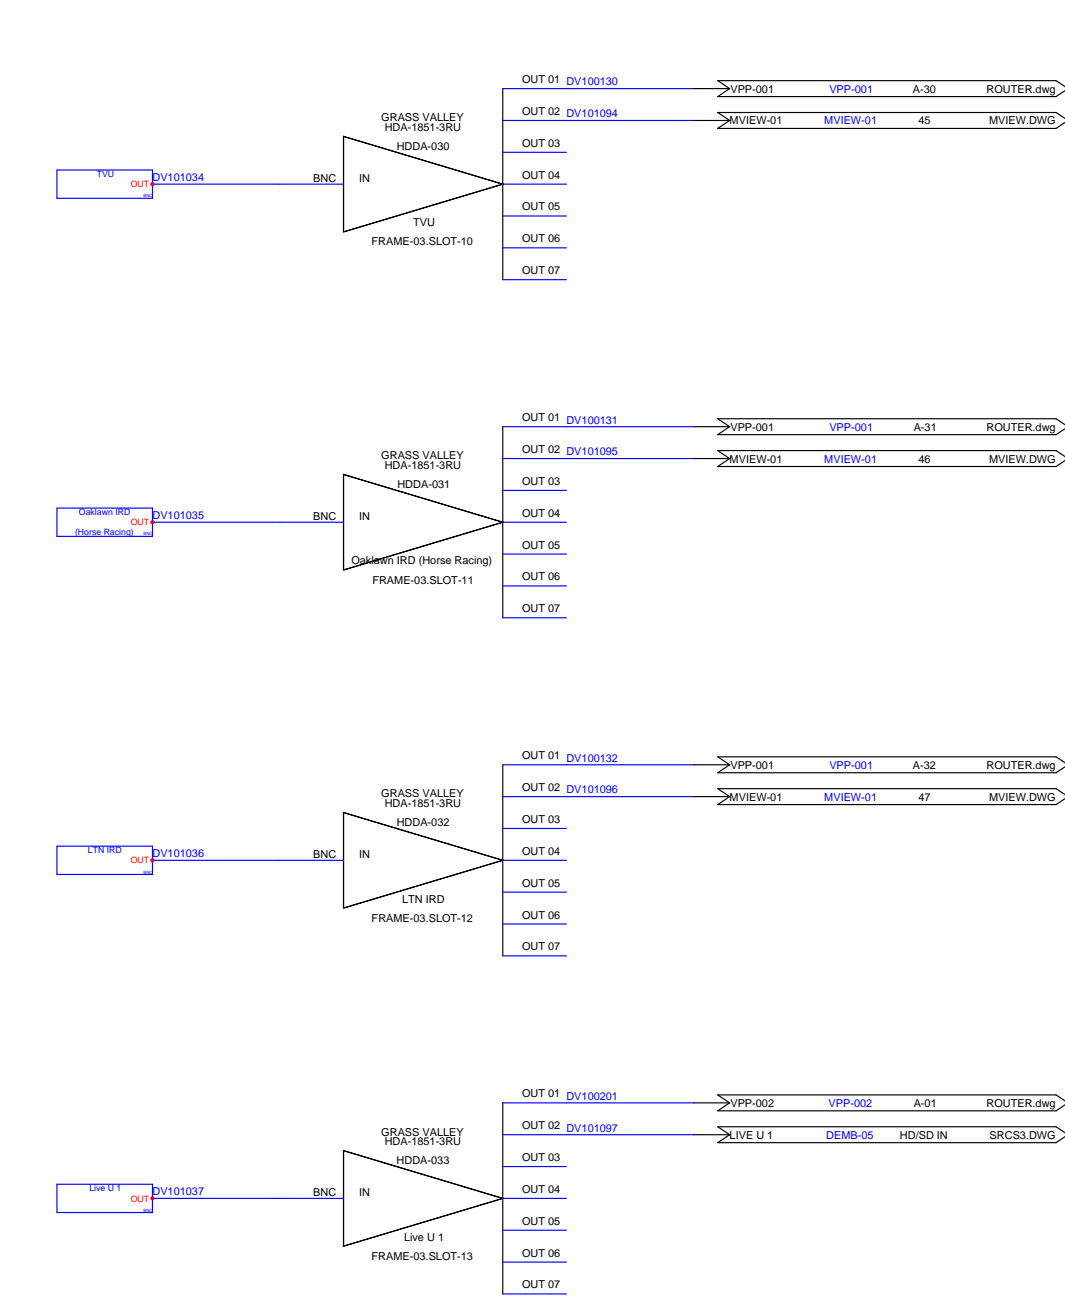 OUT 01 DV100130 VPP-001 VPP-001 A-30 ROUTER.dwg
OUT 02 DV101094 MVIEW-01 MVIEW-01 45 MVIEW.DWG
GRASS VALLEY
HDA-1851-3RU
HDDA-030
OUT 03
TVU
OUT
BNC
DV101034 BNC IN
OUT 04
OUT 05
TVU
FRAME-03.SLOT-10
OUT 06
OUT 07
OUT 01 DV100131 VPP-001 VPP-001 A-31 ROUTER.dwg
OUT 02 DV101095 MVIEW-01 MVIEW-01 46 MVIEW.DWG
GRASS VALLEY
HDA-1851-3RU
HDDA-031
OUT 03
Oaklawn IRD
OUT
(Horse Racing) BNC
DV101035 BNC IN
OUT 04
OUT 05
Oaklawn IRD (Horse Racing)
FRAME-03.SLOT-11
OUT 06
OUT 07
OUT 01 DV100132 VPP-001 VPP-001 A-32 ROUTER.dwg
OUT 02 DV101096 MVIEW-01 MVIEW-01 47 MVIEW.DWG
GRASS VALLEY
HDA-1851-3RU
HDDA-032
OUT 03
LTN IRD
OUT
BNC
DV101036 BNC IN
OUT 04
OUT 05
LTN IRD
FRAME-03.SLOT-12
OUT 06
OUT 07
OUT 01 DV100201 VPP-002 VPP-002 A-01 ROUTER.dwg
OUT 02 DV101097 LIVE U 1 DEMB-05 HD/SD IN SRCS3.DWG
GRASS VALLEY
HDA-1851-3RU
HDDA-033
OUT 03
Live U 1
OUT
BNC
DV101037 BNC IN
OUT 04
OUT 05
Live U 1
FRAME-03.SLOT-13
OUT 06
OUT 07